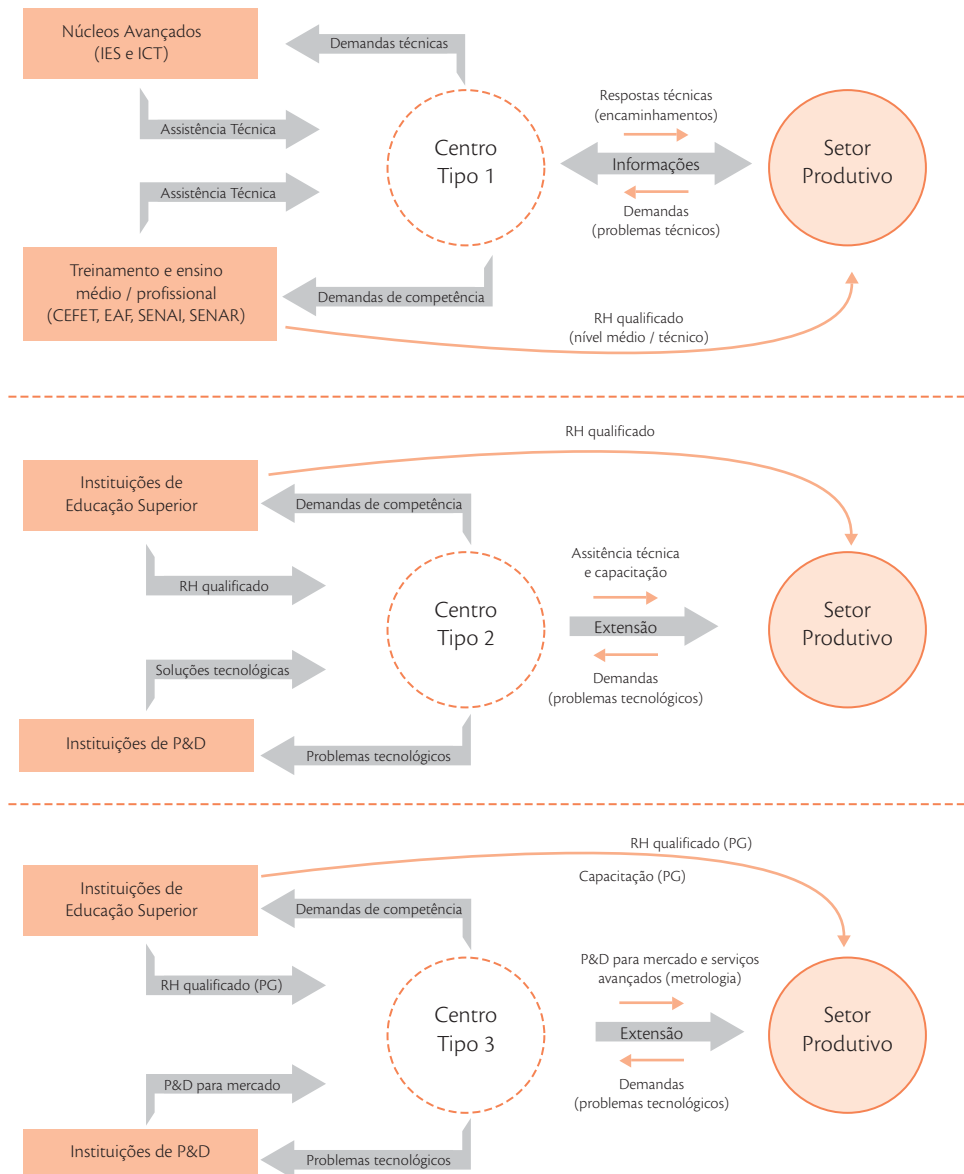 Núcleos Avançados
(IES e ICT)
Demandas técnicas
Assistência Técnica
Assistência Técnica
Centro
Tipo 1
Respostas técnicas
(encaminhamentos)
Informações
Demandas
(problemas técnicos)
Setor
Produtivo
Treinamento e ensino
médio / profissional
(CEFET, EAF, SENAI, SENAR)
Demandas de competência
RH qualificado
(nível médio / técnico)
RH qualificado
Instituições de
Educação Superior
Demandas de competência
RH qualificado
Centro
Tipo 2
Assitência técnica
e capacitação
Extensão
Demandas
(problemas tecnológicos)
Setor
Produtivo
Soluções tecnológicas
Instituições de P&D
Problemas tecnológicos
RH qualificado (PG)
Capacitação (PG)
Instituições de
Educação Superior
Demandas de competência
RH qualificado (PG)
Centro
Tipo 3
P&D para mercado e serviços
avançados (metrologia)
Extensão
Demandas
(problemas tecnológicos)
Setor
Produtivo
P&D para mercado
Instituições de P&D
Problemas tecnológicos